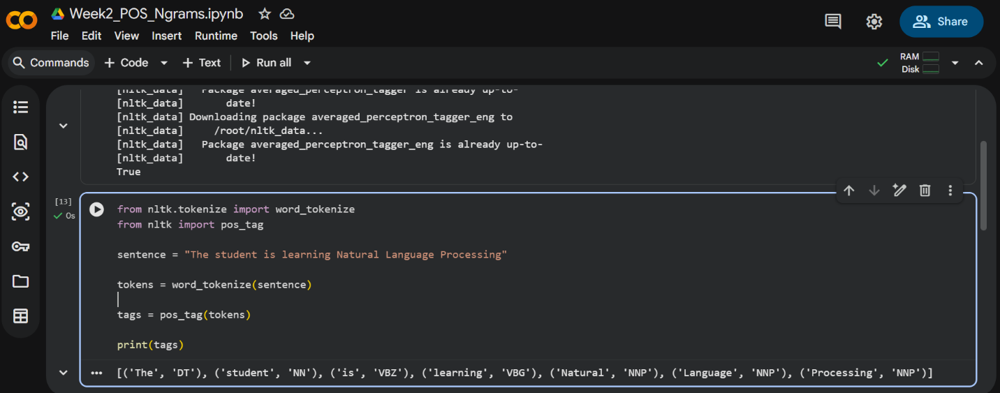 Week2_POS_Ngrams.ipynb
File Edit View Insert Runtime Tools Help
Share
Commands + Code + Text Run all
RAM
Disk
[nltk_data] Package averaged_perceptron_tagger is already up-to-
[nltk_data] date!
[nltk_data] Downloading package averaged_perceptron_tagger_eng to
[nltk_data] /root/nltk_data...
[nltk_data] Package averaged_perceptron_tagger_eng is already up-to-
[nltk_data] date!
True
[13]
0s
from nltk.tokenize import word_tokenize
from nltk import pos_tag
sentence = "The student is learning Natural Language Processing"
tokens = word_tokenize(sentence)
tags = pos_tag(tokens)
print(tags)
[('The', 'DT'), ('student', 'NN'), ('is', 'VBZ'), ('learning', 'VBG'), ('Natural', 'NNP'), ('Language', 'NNP'), ('Processing', 'NNP')]